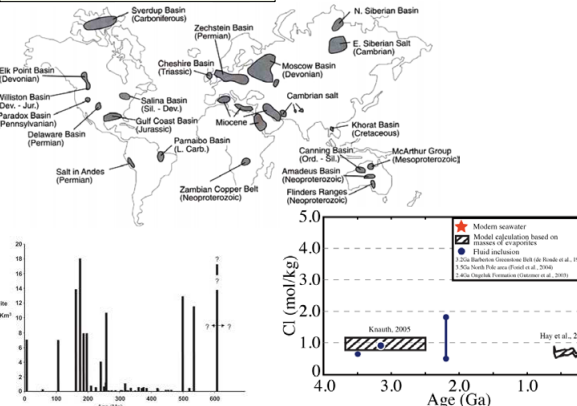 Sverdup Basin
(Carboniferous)
N. Siberian Basin
Zechstein Basin
(Permian)
E. Siberian Salt
(Cambrian)
Cheshire Basin
(Triassic)
Moscow Basin
(Devonian)
Elk Point Basin
(Devonian)
Williston Basin
Dev. - Jur.)
Paradox Basin
Pennsylvanian)
Delaware Basin
(Permian)
Salina Basin
(Sil. - Dev.)
Gulf Coast Basin
(Jurassic)
Cambrian salt
Miocene
Khorat Basin
(Cretaceous)
Parnaibo Basin
(L. Carb.)
Canning Basin
(Ord. - Sil.)
McArthur Group
(Mesoproterozoic)
Salt in Andes
(Permian)
Amadeus Basin
(Neoproterozoic)
Zambian Copper Belt
(Neoproterozoic)
Flinders Ranges
(Neoproterozoic)
20
18
16
14
12
10
8
6
4
2
0
Km³
?
?
? ?
0 100 200 300 400 500 600
5.0
4.0
3.0
2.0
1.0
0
Cl (mol/kg)
Modern seawater
Model calculation based on
masses of evaporites
Fluid inclusion
Knauth, 2005
Hay et al., 2
4.0 3.0 2.0 1.0
Age (Ga)